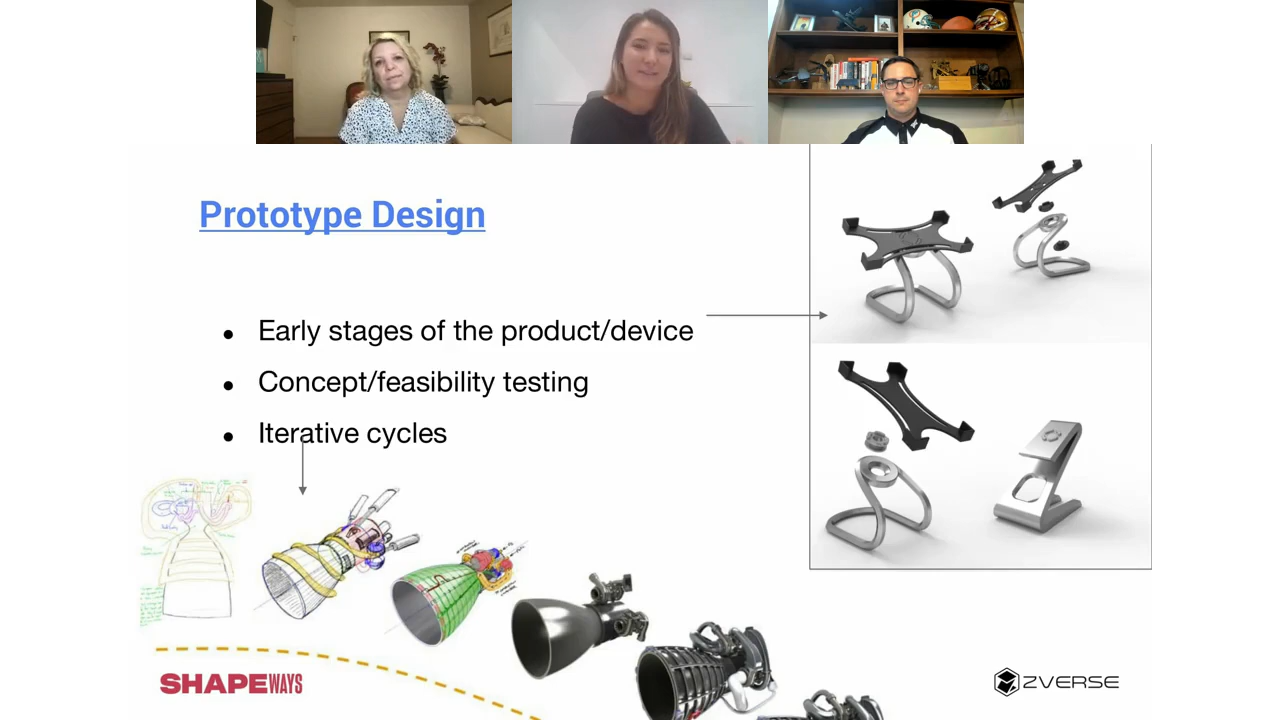 Prototype Design
● Early stages of the product/device
● Concept/feasibility testing
● Iterative cycles
SHAPEWAYS
ZVERSE